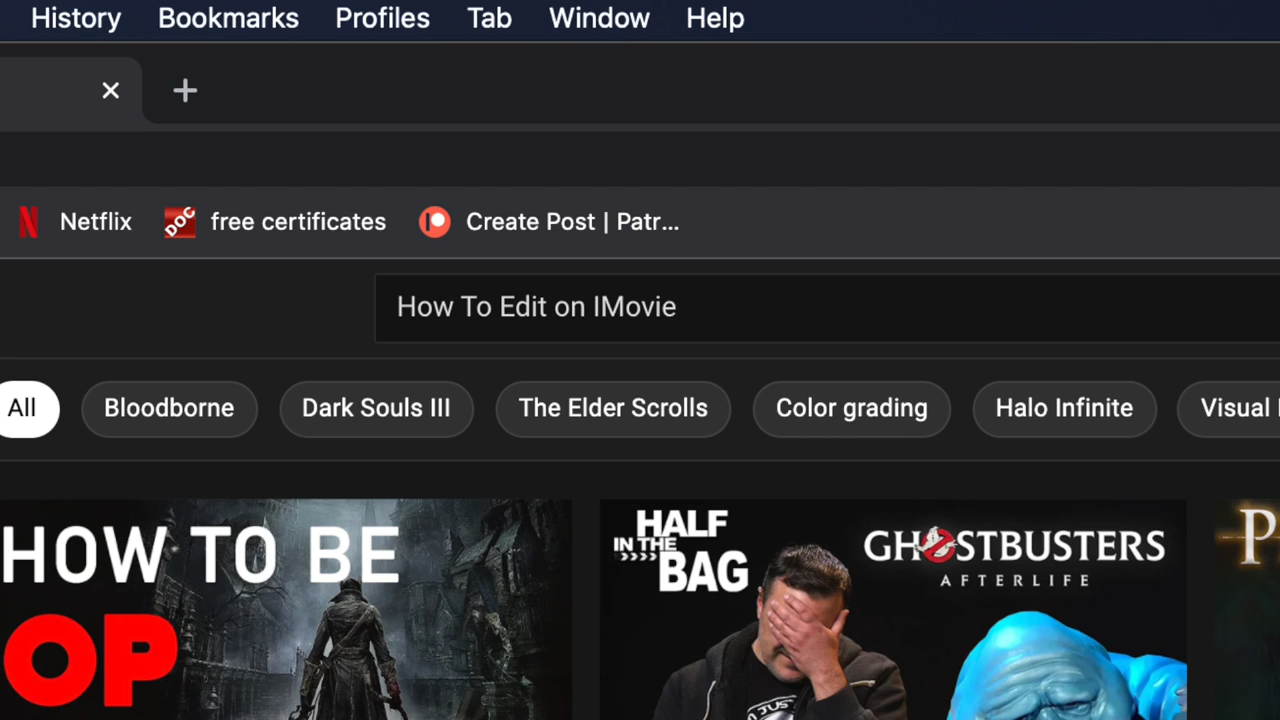 History Bookmarks Profiles Tab Window Help
Netflix DOC free certificates Create Post | Patr...
How To Edit on IMovie
All Bloodborne Dark Souls III The Elder Scrolls Color grading Halo Infinite Visual
HOW TO BE
OP
HALF
IN THE
BAG
GHOSTBUSTERS
AFTERLIFE
P